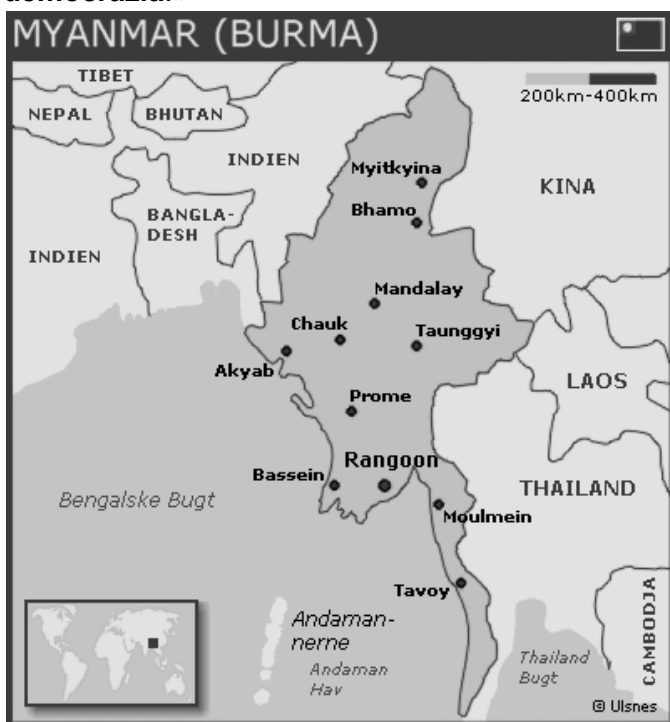 MYANMAR (BURMA)
TIBET
200km-400km
NEPAL
BHUTAN
INDIEN
Myitkyina
KINA
Bhamo
BANGLA-
DESH
INDIEN
Mandalay
Chauk
Taunggyi
Akyab
LAOS
Prome
Rangoon
Bassein
THAILAND
Bengalske Bugt
Moulmein
Tavoy
CAMBODJA
Andaman-
nerne
Andaman
Hav
Thailand
Bugt
© Ulsnes